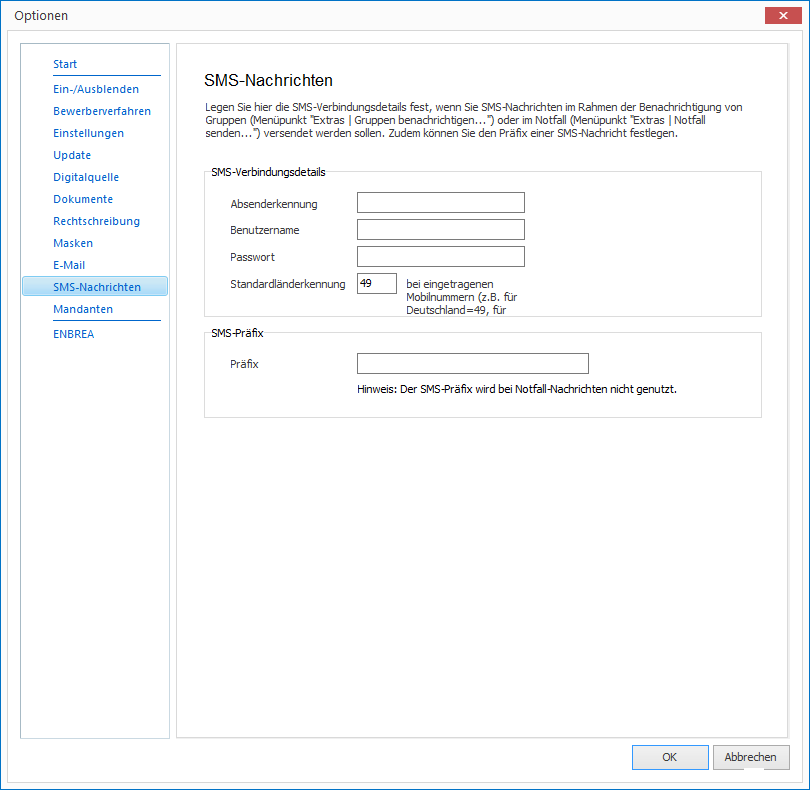 Optionen
Start
Ein-/Ausblenden
Bewerberverfahren
Einstellungen
Update
Digitalquelle
Dokumente
Rechtschreibung
Masken
E-Mail
SMS-Nachrichten
Mandanten
ENBREA
SMS-Nachrichten
Legen Sie hier die SMS-Verbindungsdetails fest, wenn Sie SMS-Nachrichten im Rahmen der Benachrichtigung von
Gruppen (Menüpunkt "Extras | Gruppen benachrichtigen...") oder im Notfall (Menüpunkt "Extras | Notfall
senden...") versendet werden sollen. Zudem können Sie den Präfix einer SMS-Nachricht festlegen.
SMS-Verbindungsdetails
Absenderkennung
Benutzername
Passwort
Standardländerkennung 49 bei eingetragenen
Mobilnummern (z.B. für
Deutschland=49, für
SMS-Präfix
Präfix
Hinweis: Der SMS-Präfix wird bei Notfall-Nachrichten nicht genutzt.
OK Abbrechen